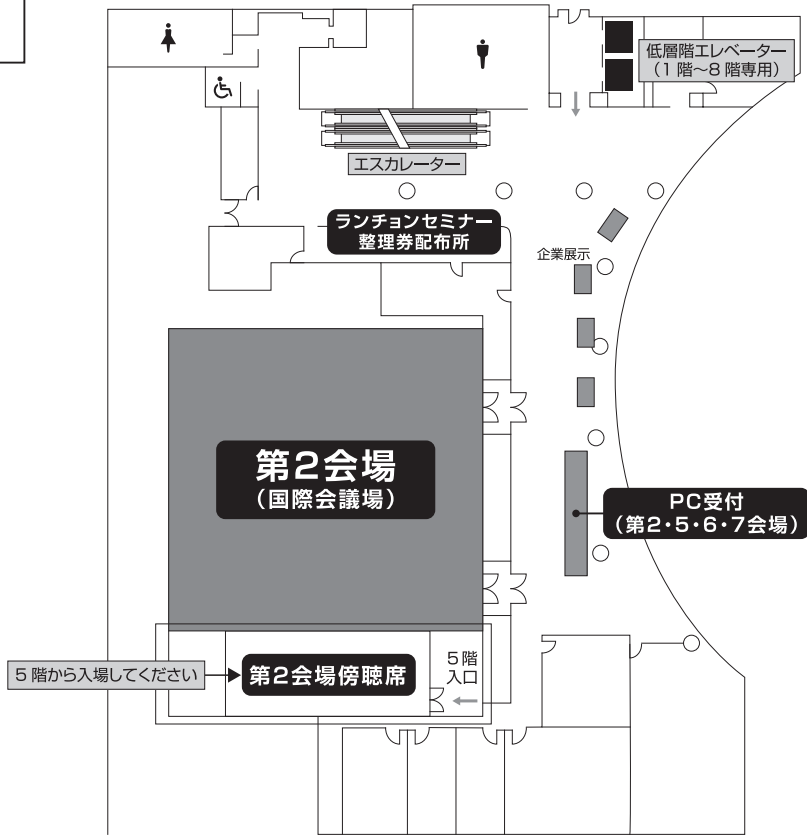 低層階エレベーター
（1階～8階専用）
エスカレーター
ランチョンセミナー
整理券配布所
企業展示
第2会場
（国際会議場）
PC受付
（第2・5・6・7会場）
5階から入場してください
第2会場傍聴席
5階
入口